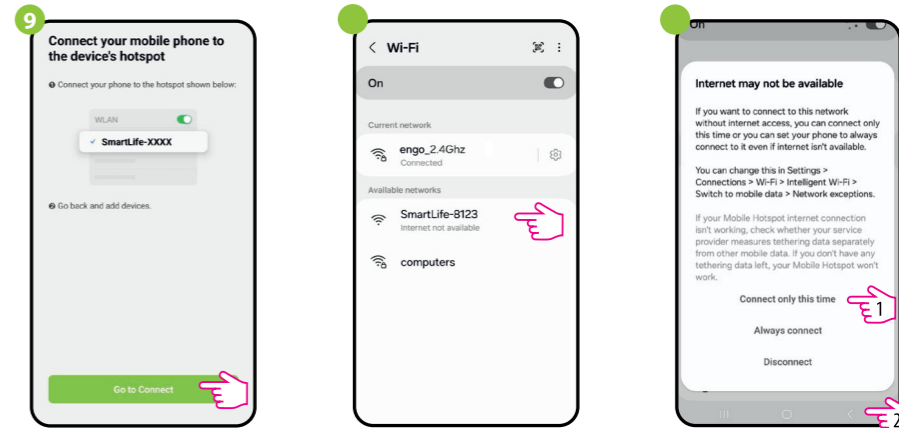 9
Connect your mobile phone to
the device's hotspot
❶ Connect your phone to the hotspot shown below:
WLAN
✓ SmartLife-XXXX
❷ Go back and add devices.
Go to Connect
< Wi-Fi
On
Current network
engo_2.4Ghz
Connected
Available networks
SmartLife-8123
Internet not available
computers
On
Internet may not be available
If you want to connect to this network
without internet access, you can connect only
this time or you can set your phone to always
connect to it even if internet isn't available.
You can change this in Settings >
Connections > Wi-Fi > Intelligent Wi-Fi >
Switch to mobile data > Network exceptions.
If your Mobile Hotspot internet connection
isn't working, check whether your service
provider measures tethering data separately
from other mobile data. If you don't have any
tethering data left, your Mobile Hotspot won't
work.
Connect only this time
1
Always connect
Disconnect
2